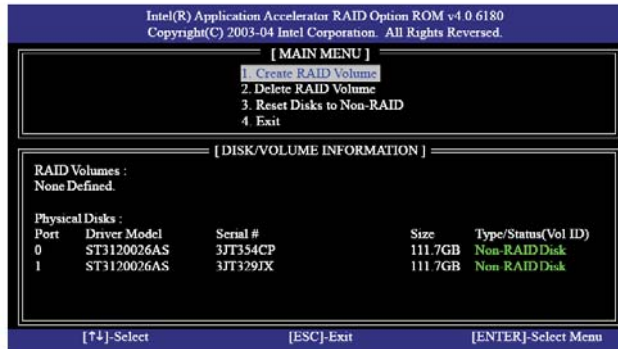 Intel(R) Application Accelerator RAID Option ROM v4.0.6180
Copyright(C) 2003-04 Intel Corporation. All Rights Reversed.
[ MAIN MENU ]
1. Create RAID Volume
2. Delete RAID Volume
3. Reset Disks to Non-RAID
4. Exit
[ DISK/VOLUME INFORMATION ]
RAID Volumes :
None Defined.
Physical Disks :
Port Driver Model Serial # Size Type/Status(Vol ID)
0 ST3120026AS 3JT354CP 111.7GB Non-RAID Disk
1 ST3120026AS 3JT329JX 111.7GB Non-RAID Disk
[↑↓]-Select [ESC]-Exit [ENTER]-Select Menu